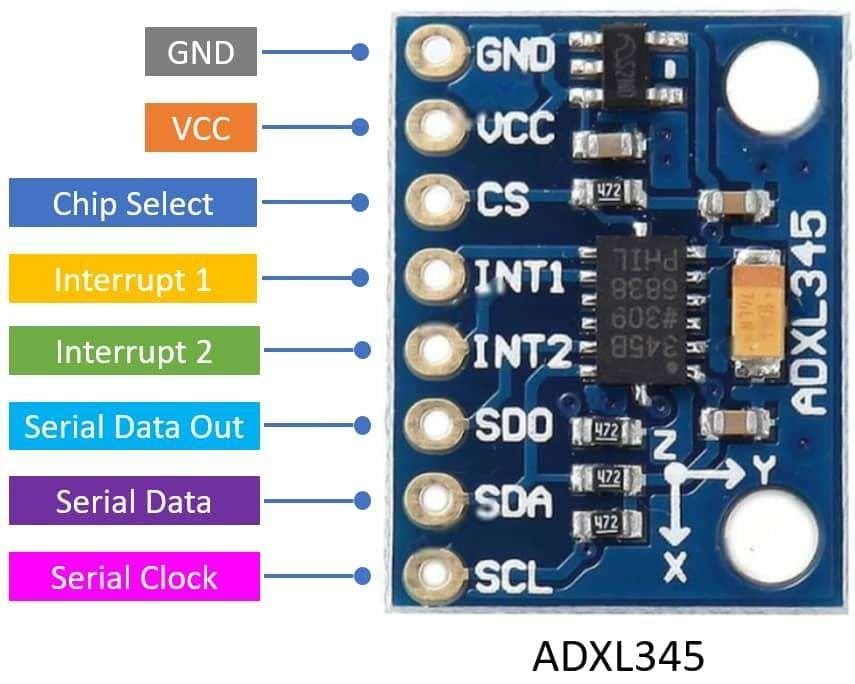 GND
VCC
Chip Select
Interrupt 1
Interrupt 2
Serial Data Out
Serial Data
Serial Clock
GND
VCC
CS
INT1
INT2
SDO
SDA
SCL
472
345B
#309
6838
PHIL
472
472
472
Z
Y
X
ADXL345
ADXL345